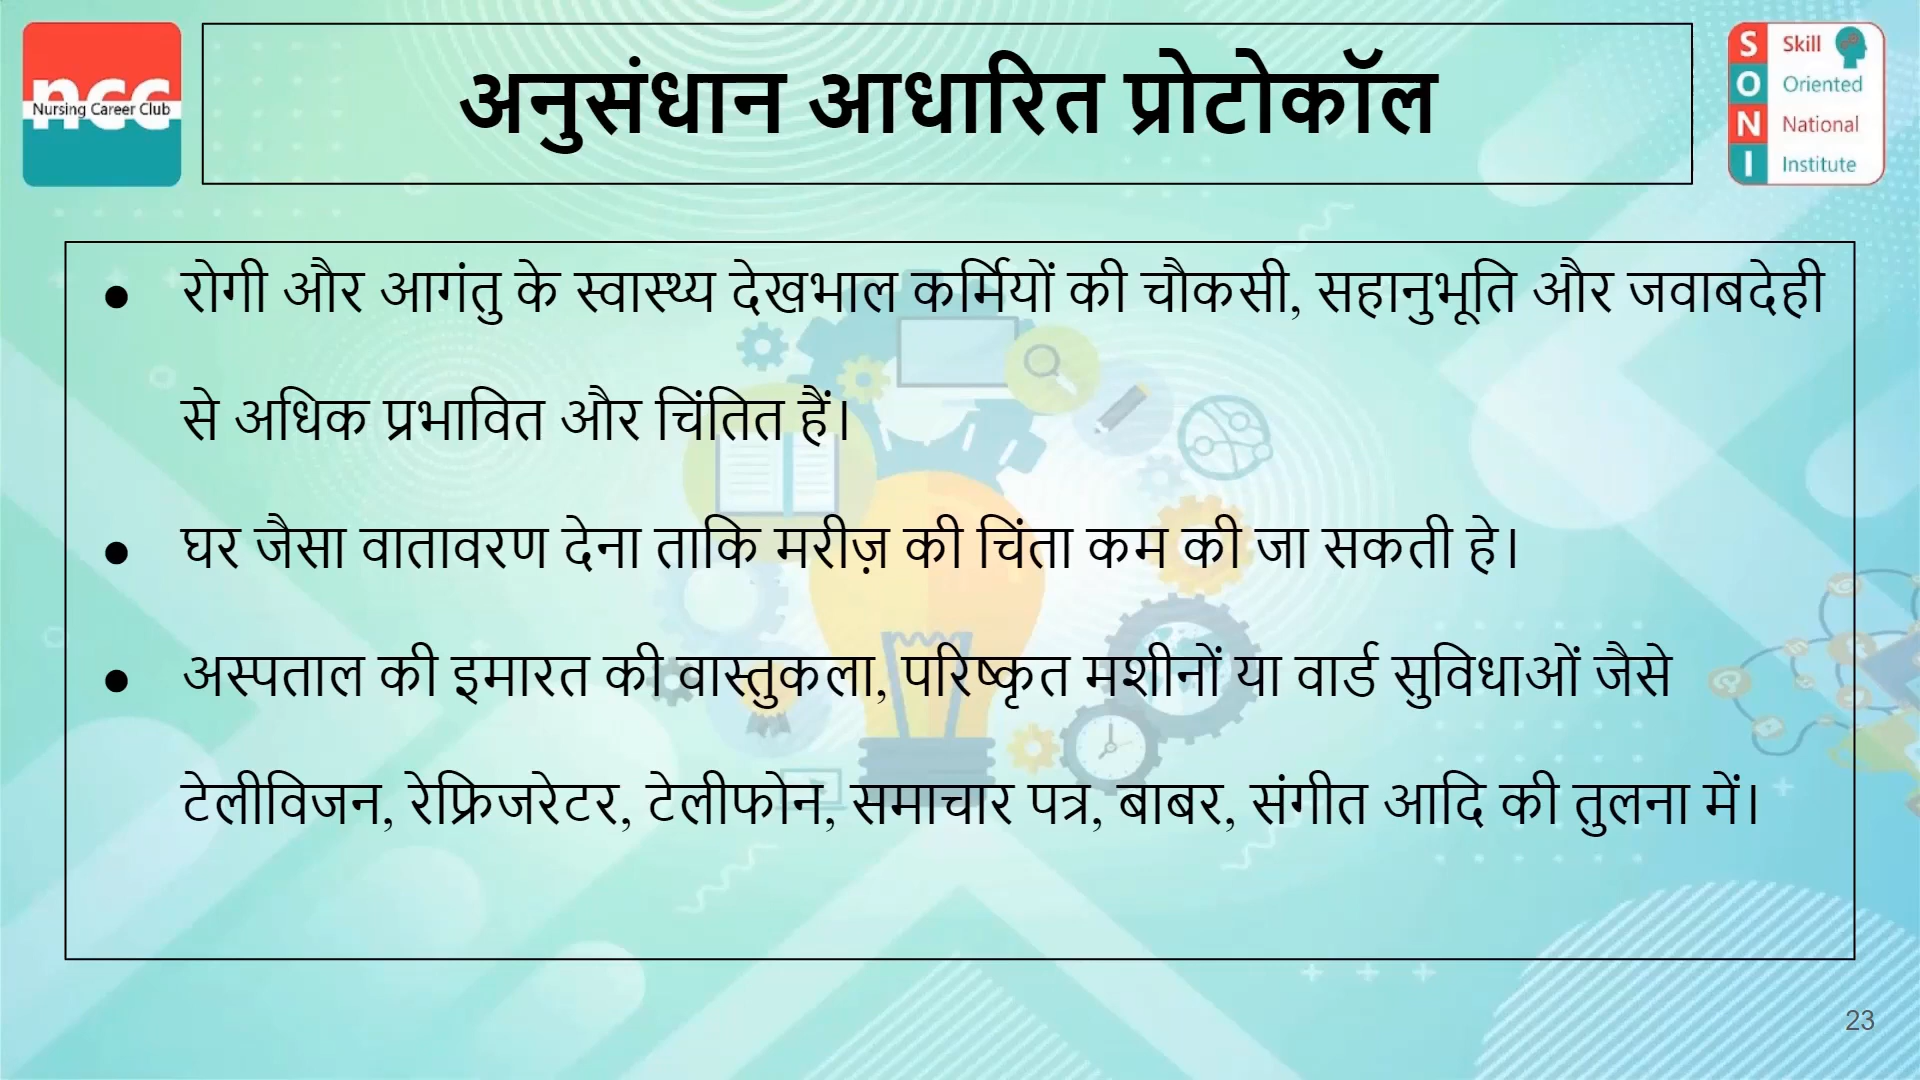 ncc
Nursing Career Club
अनुसंधान आधारित प्रोटोकॉल
S Skill
O Oriented
N National
I Institute
● रोगी और आगंतु के स्वास्थ्य देखभाल कर्मियों की चौकसी, सहानुभूति और जवाबदेही
से अधिक प्रभावित और चिंतित हैं।
● घर जैसा वातावरण देना ताकि मरीज़ की चिंता कम की जा सकती हे।
● अस्पताल की इमारत की वास्तुकला, परिष्कृत मशीनों या वार्ड सुविधाओं जैसे
टेलीविजन, रेफ्रिजरेटर, टेलीफोन, समाचार पत्र, बाबर, संगीत आदि की तुलना में।
23